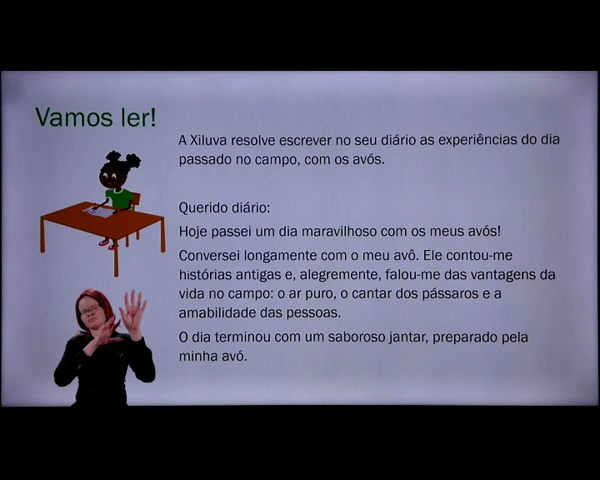 Vamos ler!
A Xiluva resolve escrever no seu diário as experiências do dia
passado no campo, com os avós.
Querido diário:
Hoje passei um dia maravilhoso com os meus avós!
Conversei longamente com o meu avô. Ele contou-me
histórias antigas e, alegremente, falou-me das vantagens da
vida no campo: o ar puro, o cantar dos pássaros e a
amabilidade das pessoas.
O dia terminou com um saboroso jantar, preparado pela
minha avó.